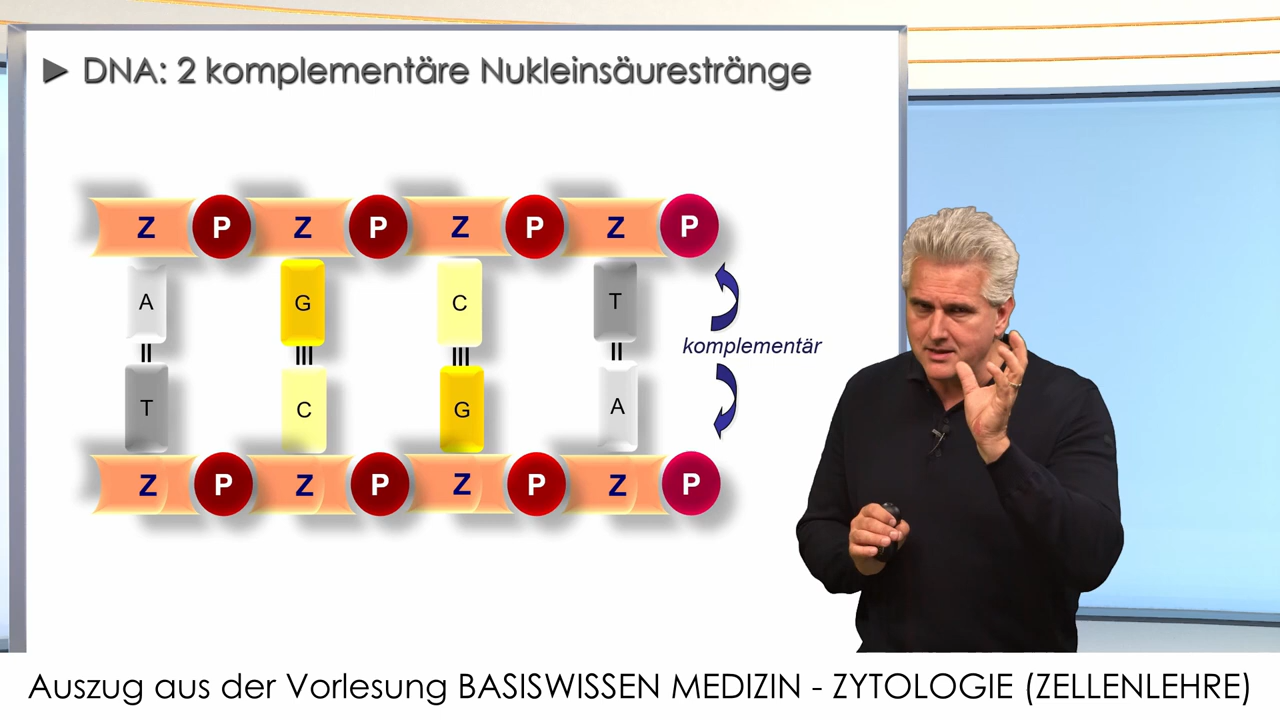 ► DNA: 2 komplementäre Nukleinsäurestränge
Z P Z P Z P Z P
A G C T
komplementär
T C G A
Z P Z P Z P Z P
Auszug aus der Vorlesung BASISWISSEN MEDIZIN - ZYTOLOGIE (ZELLENLEHRE)